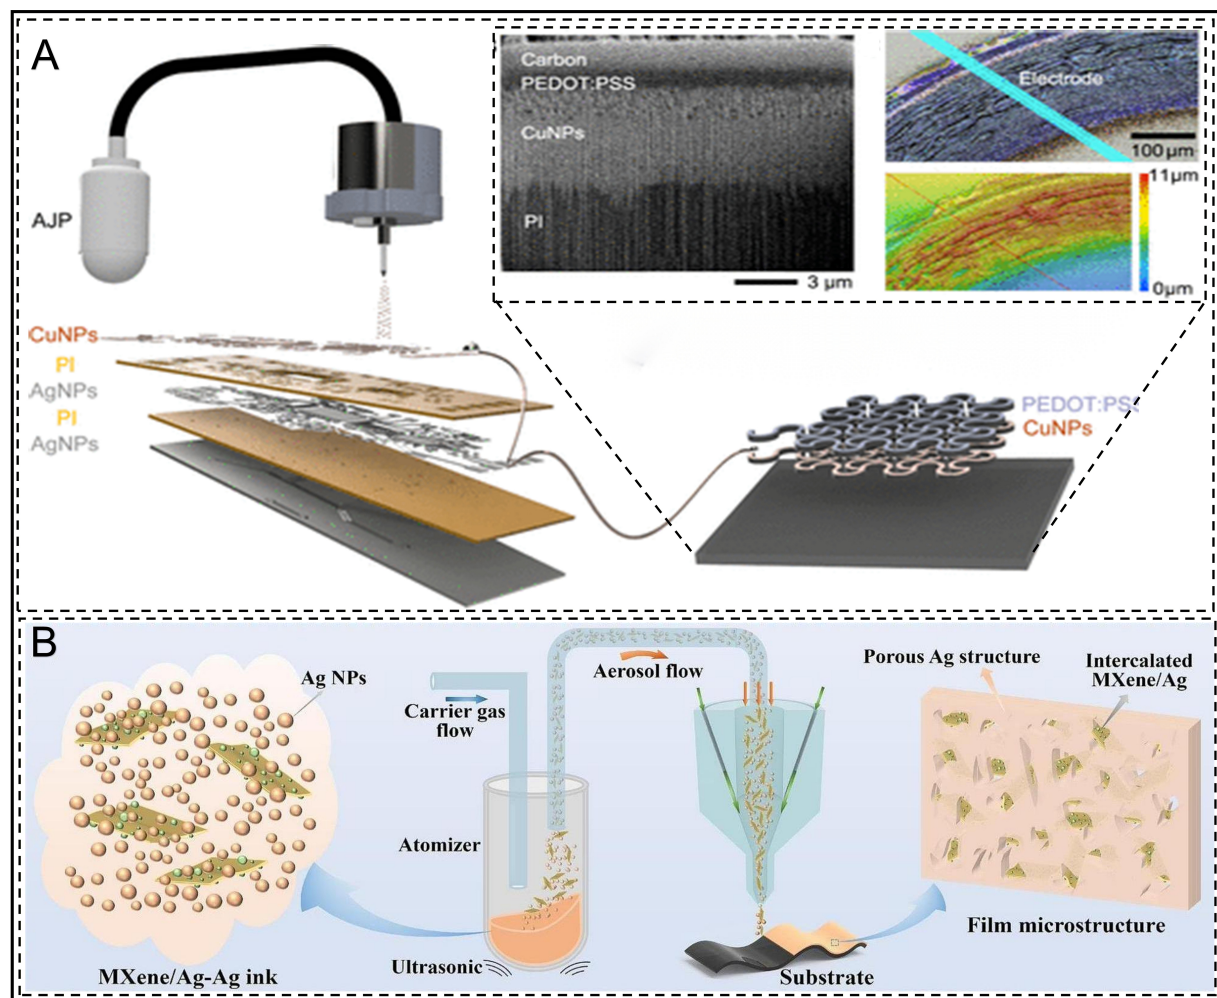 A
AJP
CuNPs
PI
AgNPs
PI
AgNPs
Carbon
PEDOT:PSS
CuNPs
PI
3 μm
Electrode
100 μm
11μm
0μm
PEDOT:PSS
CuNPs
B
Ag NPs
MXene/Ag-Ag ink
Carrier gas
flow
Aerosol flow
Atomizer
Ultrasonic
Substrate
Porous Ag structure
Intercalated
MXene/Ag
Film microstructure